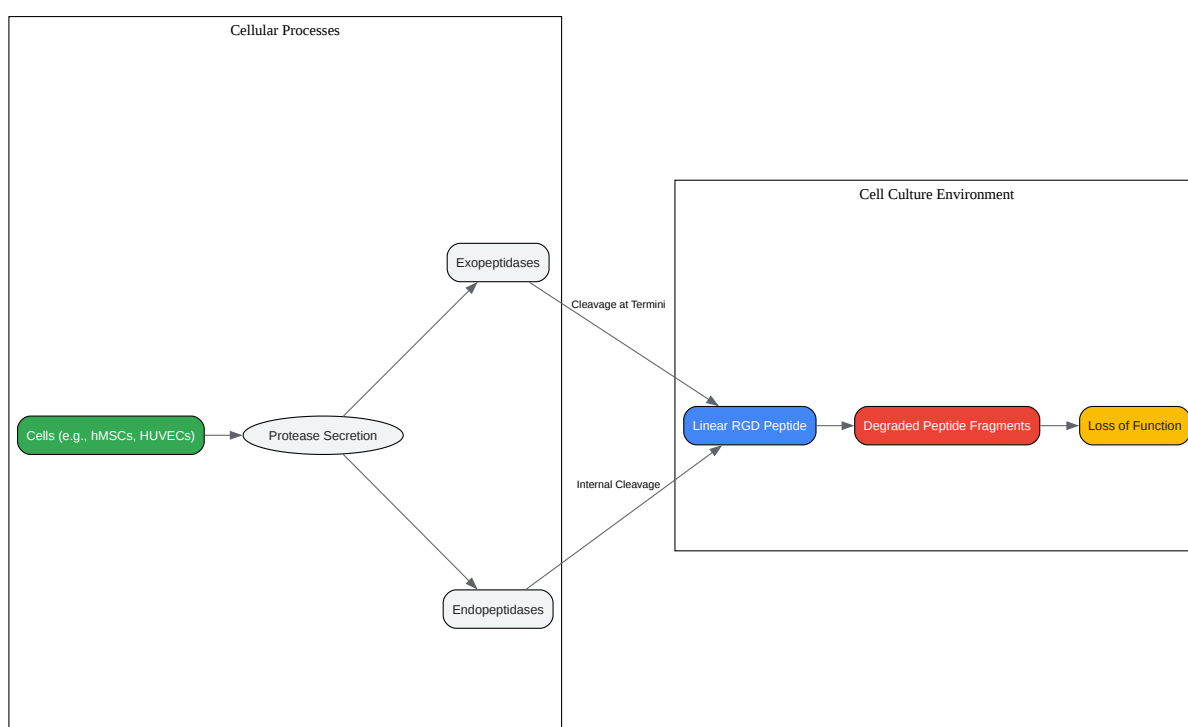 Cellular Processes
Cell Culture Environment
Exopeptidases
Cleavage at Termini
Cells (e.g., hMSCs, HUVECs)
Protease Secretion
Linear RGD Peptide
Degraded Peptide Fragments
Loss of Function
Internal Cleavage
Endopeptidases